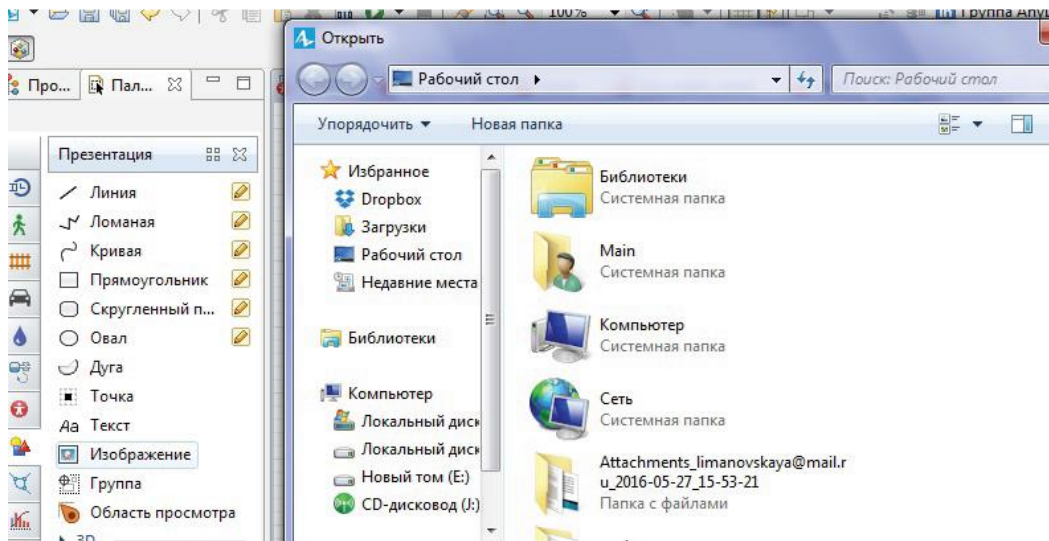 100%
Группа Any
Открыть
Рабочий стол
Поиск: Рабочий стол
Про...
Пал...
Упорядочить
Новая папка
Презентация
Линия
Ломаная
Кривая
Прямоугольник
Скругленный п...
Овал
Дуга
Точка
Aa Текст
Изображение
Группа
Область просмотра
3D
Избранное
Dropbox
Загрузки
Рабочий стол
Недавние места
Библиотеки
Компьютер
Локальный диск
Локальный диск
Новый том (E:)
CD-дисковод (J:)
Библиотеки
Системная папка
Main
Системная папка
Компьютер
Системная папка
Сеть
Системная папка
Attachments_limanovskaya@mail.r
u_2016-05-27_15-53-21
Папка с файлами